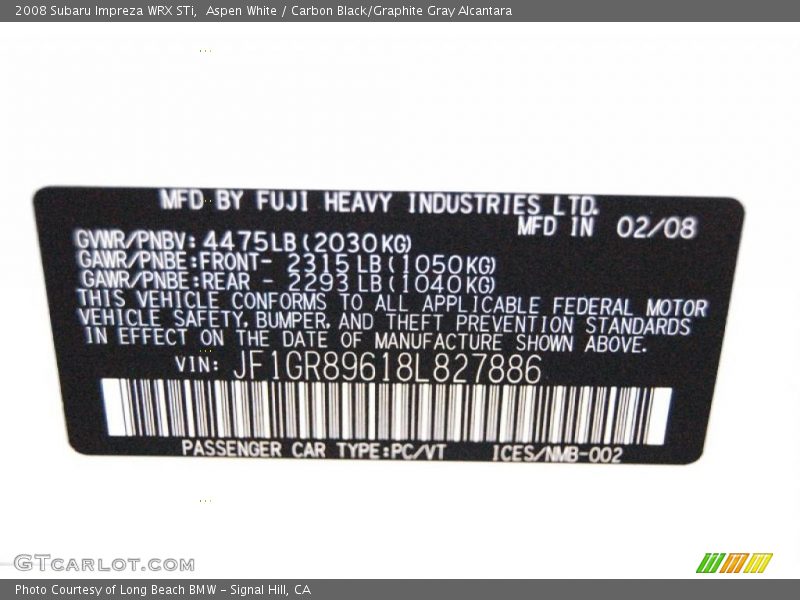 2008 Subaru Impreza WRX STi, Aspen White / Carbon Black/Graphite Gray Alcantara
MFD BY FUJI HEAVY INDUSTRIES LTD.
MFD IN 02/08
GVWR/PNBV: 4475LB (2030KG)
GAWR/PNBE:FRONT- 2315LB (1050KG)
GAWR/PNBE:REAR - 2293LB (1040KG)
THIS VEHICLE CONFORMS TO ALL APPLICABLE FEDERAL MOTOR
VEHICLE SAFETY, BUMPER, AND THEFT PREVENTION STANDARDS
IN EFFECT ON THE DATE OF MANUFACTURE SHOWN ABOVE.
VIN: JF1GR89618L827886
PASSENGER CAR TYPE:PC/VT ICES/NMB-002
GTCARLOT.COM
Photo Courtesy of Long Beach BMW - Signal Hill, CA